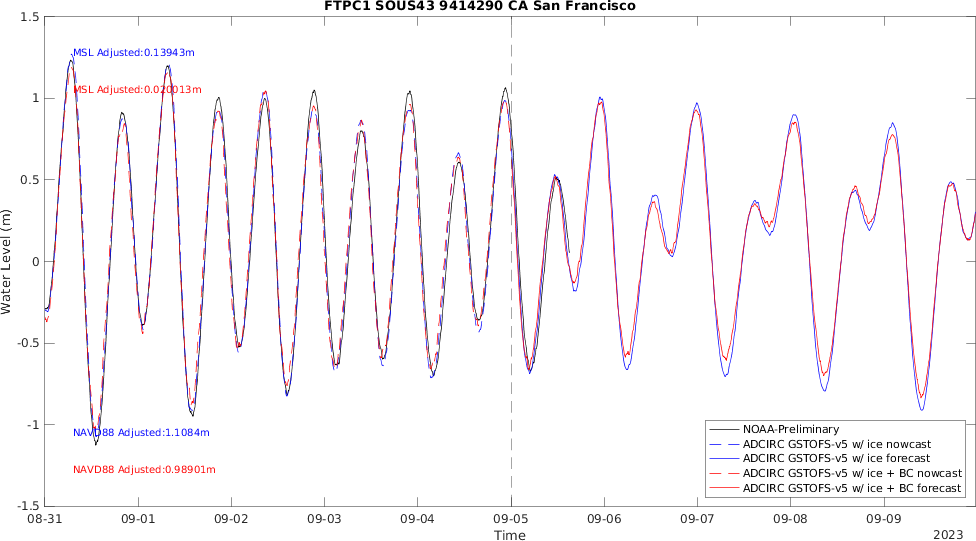 FTPC1 SOUS43 9414290 CA San Francisco
1.5
MSL Adjusted:0.13943m
MSL Adjusted:0.020013m
1
0.5
0
-0.5
-1
-1.5
Water Level (m)
NAVD88 Adjusted:1.1084m
NAVD88 Adjusted:0.98901m
NOAA-Preliminary
ADCIRC GSTOFS-v5 w/ ice nowcast
ADCIRC GSTOFS-v5 w/ ice forecast
ADCIRC GSTOFS-v5 w/ ice + BC nowcast
ADCIRC GSTOFS-v5 w/ ice + BC forecast
08-31 09-01 09-02 09-03 09-04 09-05 09-06 09-07 09-08 09-09
Time
2023